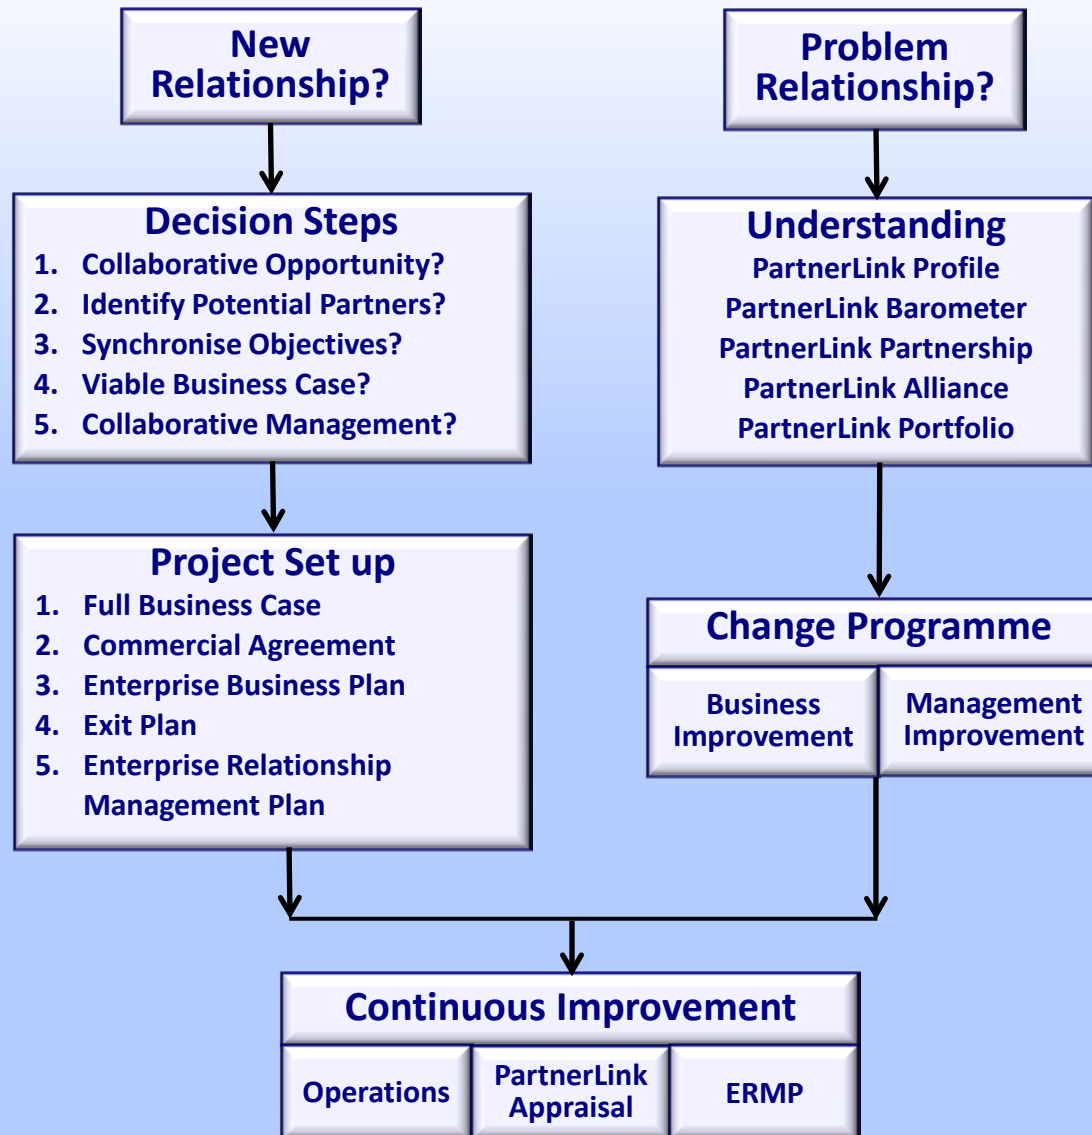 New
Relationship?
Problem
Relationship?
Decision Steps
1. Collaborative Opportunity?
2. Identify Potential Partners?
3. Synchronise Objectives?
4. Viable Business Case?
5. Collaborative Management?
Understanding
PartnerLink Profile
PartnerLink Barometer
PartnerLink Partnership
PartnerLink Alliance
PartnerLink Portfolio
Project Set up
1. Full Business Case
2. Commercial Agreement
3. Enterprise Business Plan
4. Exit Plan
5. Enterprise Relationship
Management Plan
Change Programme
Business
Improvement
Management
Improvement
Continuous Improvement
Operations
PartnerLink
Appraisal
ERMP